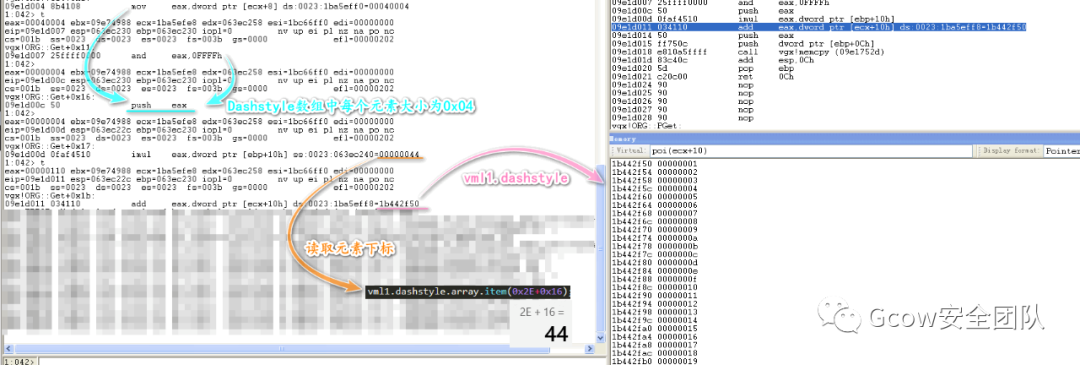 09e1d004 8b4108 mov eax,dword ptr [ecx+8] ds:0023:1ba5eff0=00040004
1:042> t
eax=00040004 ebx=09e74988 ecx=1ba5efe8 edx=063ec258 esi=1bc66ff0 edi=00000000
eip=09e1d007 esp=063ec230 ebp=063ec230 iopl=0 nv up ei pl nz na po nc
cs=001b ss=0023 ds=0023 es=0023 fs=003b gs=0000 efl=00000202
vgx!ORG::Get+0x11:
09e1d007 25ffff0000 and eax,0FFFFh
1:042> t
eax=00000004 ebx=09e74988 ecx=1ba5efe8 edx=063ec258 esi=1bc66ff0 edi=00000000
eip=09e1d00c esp=063ec230 ebp=063ec230 iopl=0 nv up ei pl nz na po nc
cs=001b ss=0023 ds=0023 es=0023 fs=003b gs=0000 efl=00000202
vgx!ORG::Get+0x16:
09e1d00c 50 push eax
Dashstyle数组中每个元素大小为0x04
1:042> t
eax=00000004 ebx=09e74988 ecx=1ba5efe8 edx=063ec258 esi=1bc66ff0 edi=00000000
eip=09e1d00d esp=063ec22c ebp=063ec230 iopl=0 nv up ei pl nz na po nc
cs=001b ss=0023 ds=0023 es=0023 fs=003b gs=0000 efl=00000202
vgx!ORG::Get+0x17:
09e1d00d 0faf4510 imul eax,dword ptr [ebp+10h] ss:0023:063ec240=00000044
1:042> t
eax=00000110 ebx=09e74988 ecx=1ba5efe8 edx=063ec258 esi=1bc66ff0 edi=00000000
eip=09e1d011 esp=063ec22c ebp=063ec230 iopl=0 nv up ei pl nz na po nc
cs=001b ss=0023 ds=0023 es=0023 fs=003b gs=0000 efl=00000202
vgx!ORG::Get+0x1b:
09e1d011 034110 add eax,dword ptr [ecx+10h] ds:0023:1ba5eff8=1b442f50
vml1.dashstyle
读取元素下标
vml1.dashstyle.array.item(0x2E+0x16)
2E + 16 =
44
1:042>
09e1d007 25ffff0000 and eax,0FFFFh
09e1d00c 50 push eax
09e1d00d 0faf4510 imul eax,dword ptr [ebp+10h]
09e1d011 034110 add eax,dword ptr [ecx+10h] ds:0023:1ba5eff8=1b442f50
09e1d014 50 push eax
09e1d015 ff750c push dword ptr [ebp+0Ch]
09e1d018 e810a5ffff call vgx!memcpy (09e1752d)
09e1d01d 83c40c add esp,0Ch
09e1d020 5d pop ebp
09e1d021 c20c00 ret 0Ch
09e1d024 90 nop
09e1d025 90 nop
09e1d026 90 nop
09e1d027 90 nop
09e1d028 90 nop
vgx!ORG::PGet:
Memory
Virtual: poi(ecx+10) Display format: Pointer
1b442f50 00000001
1b442f54 00000002
1b442f58 00000003
1b442f5c 00000004
1b442f60 00000005
1b442f64 00000006
1b442f68 00000007
1b442f6c 00000008
1b442f70 00000009
1b442f74 0000000a
1b442f78 0000000b
1b442f7c 0000000c
1b442f80 0000000d
1b442f84 0000000e
1b442f88 0000000f
1b442f8c 00000010
1b442f90 00000011
1b442f94 00000012
1b442f98 00000013
1b442f9c 00000014
1b442fa0 00000015
1b442fa4 00000016
1b442fa8 00000017
1b442fac 00000018
1b442fb0 00000019
Gcow安全团队